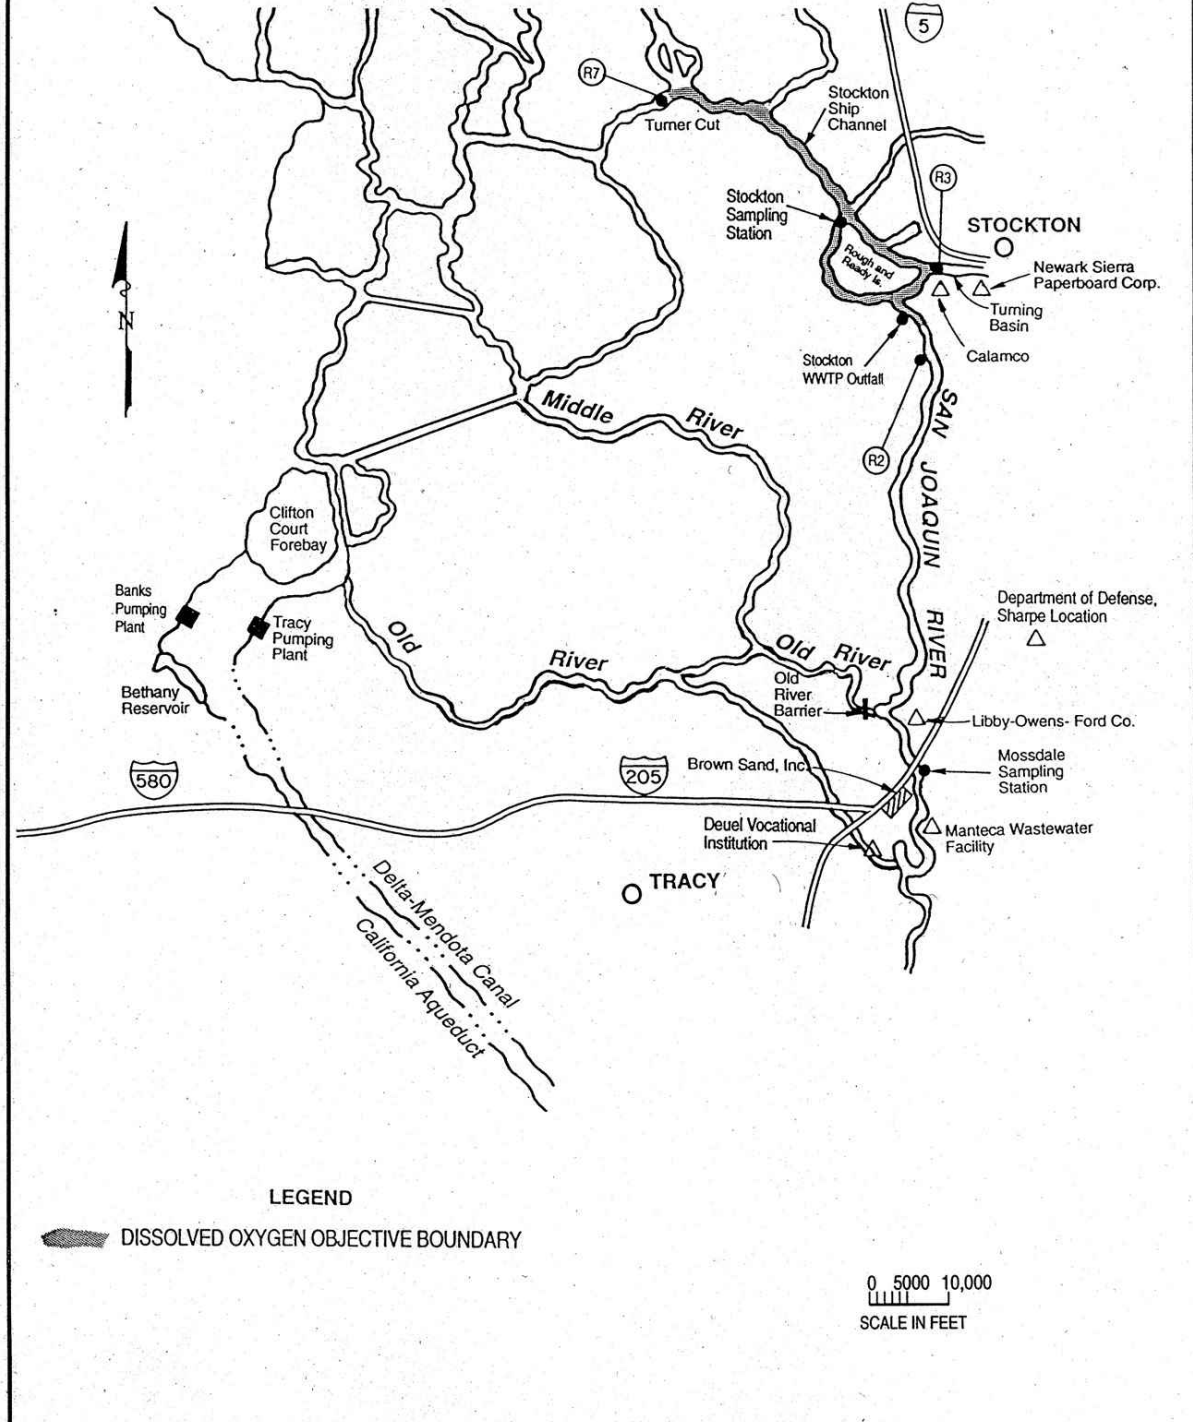 5
R7
Turner Cut
Stockton
Ship
Channel
R3
Stockton
Sampling
Station
STOCKTON
Rough and
Ready Is.
Newark Sierra
Paperboard Corp.
Turning
Basin
Calamco
Stockton
WWTP Outfall
N
Middle River
SAN JOAQUIN RIVER
R2
Clifton
Court
Forebay
Banks
Pumping
Plant
Tracy
Pumping
Plant
Bethany
Reservoir
Old River
Old River
Old
River
Barrier
Department of Defense,
Sharpe Location
Libby-Owens- Ford Co.
Mossdale
Sampling
Station
Brown Sand, Inc.
580
205
Deuel Vocational
Institution
Manteca Wastewater
Facility
TRACY
Delta-Mendota Canal
California Aqueduct
LEGEND
DISSOLVED OXYGEN OBJECTIVE BOUNDARY
0 5000 10,000
SCALE IN FEET